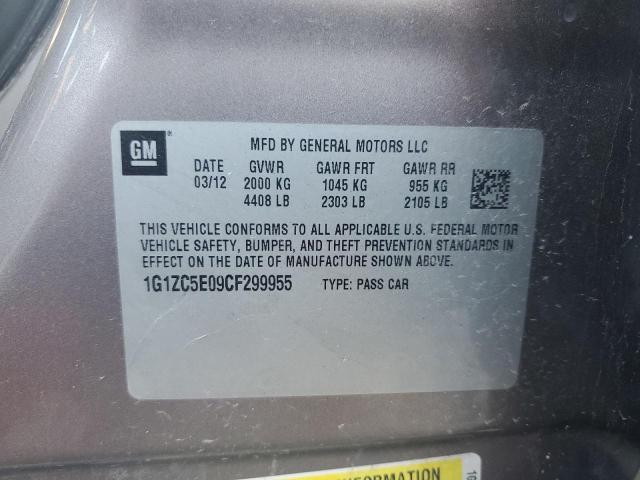 GM
MFD BY GENERAL MOTORS LLC
DATE GVWR GAWR FRT GAWR RR
03/12 2000 KG 1045 KG 955 KG
4408 LB 2303 LB 2105 LB
THIS VEHICLE CONFORMS TO ALL APPLICABLE U.S. FEDERAL MOTOR
VEHICLE SAFETY, BUMPER, AND THEFT PREVENTION STANDARDS IN
EFFECT ON THE DATE OF MANUFACTURE SHOWN ABOVE.
1G1ZC5E09CF299955 TYPE: PASS CAR
INFORMATION